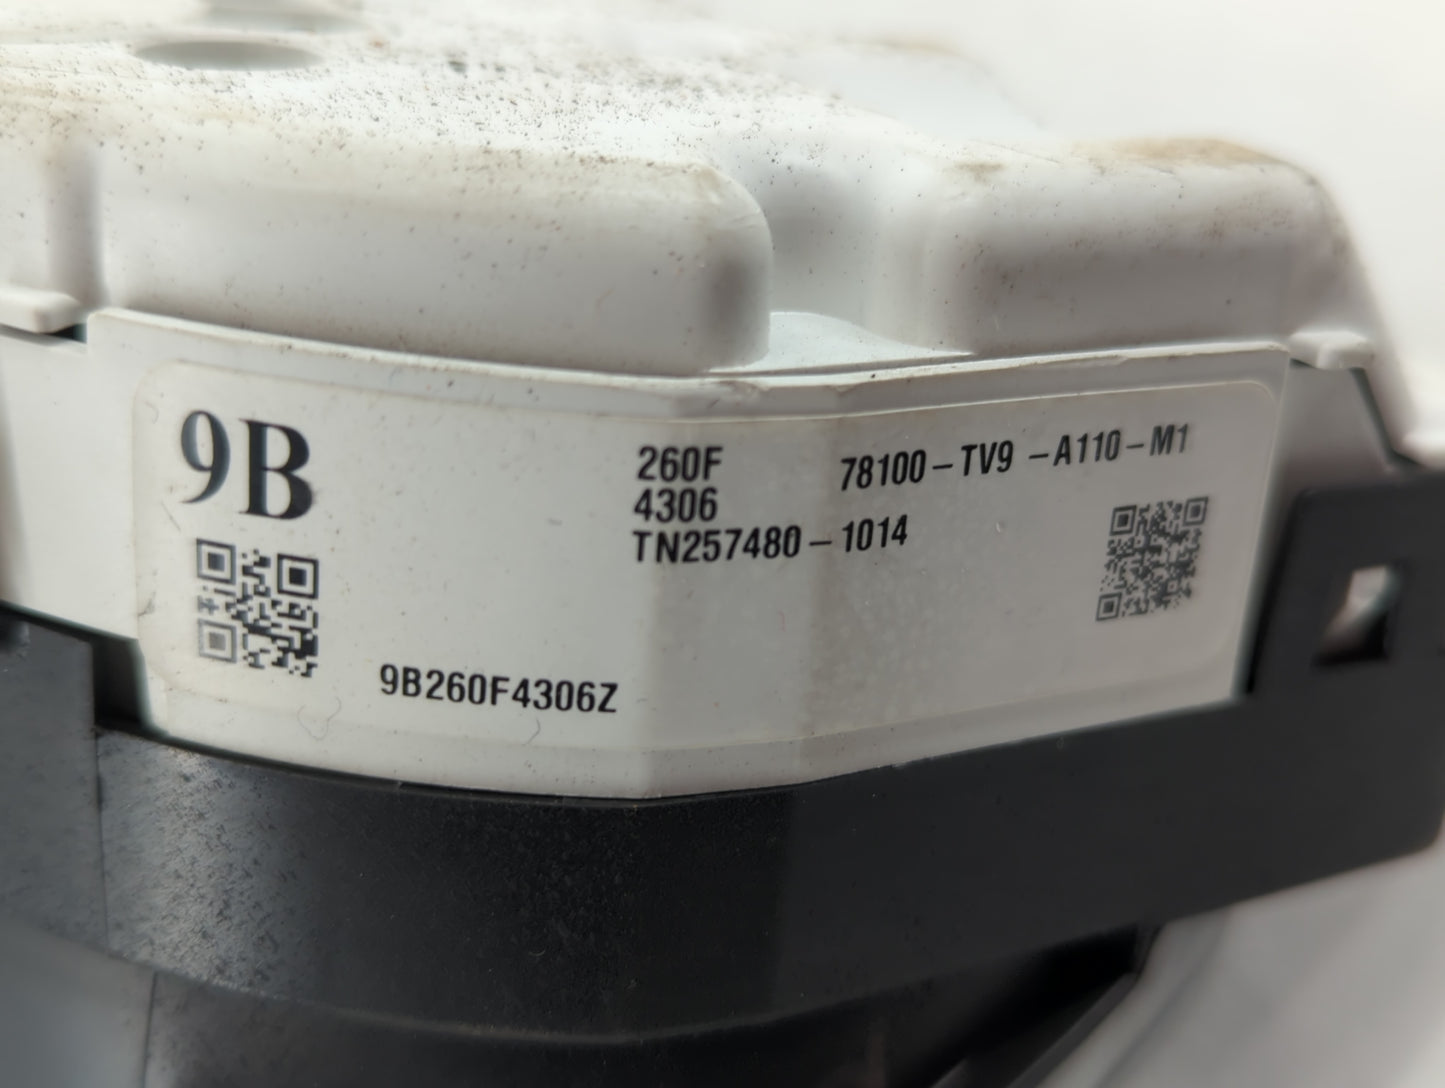 9B
260F
78100-TV9 -A110-M1
4306
TN257480-1014
9B260F4306Z